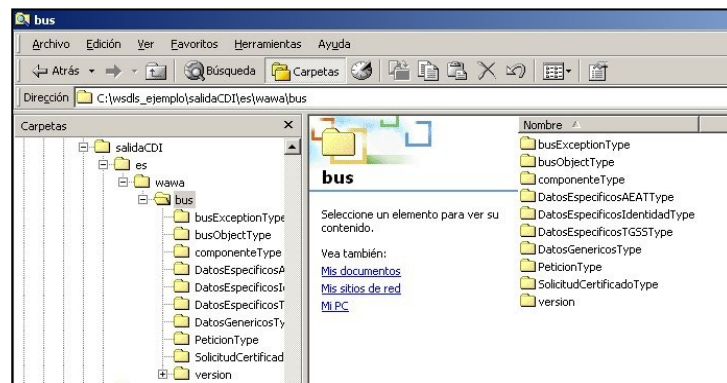 bus
Archivo Edición Ver Favoritos Herramientas Ayuda
Atrás Búsqueda Carpetas
Dirección C:\wsdls_ejemplo\salidaCDI\es\wawa\bus
Carpetas
salidaCDI
es
wawa
bus
busExceptionType
busObjectType
componenteType
DatosEspecificosA
DatosEspecificosI
DatosEspecificosT
DatosGenericosTy
PeticionType
SolicitudCertificad
version
bus
Seleccione un elemento para ver su
contenido.
Vea también:
Mis documentos
Mis sitios de red
Mi PC
Nombre
busExceptionType
busObjectType
componenteType
DatosEspecificosAEATType
DatosEspecificosIdentidadType
DatosEspecificosTGSSType
DatosGenericosType
PeticionType
SolicitudCertificadoType
version